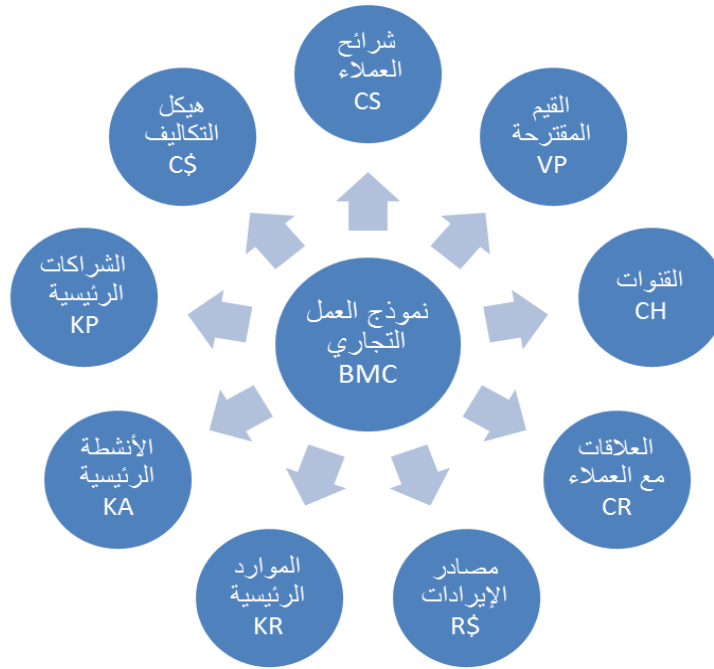 شرائح
العملاء
CS
القيم
المقترحة
VP
القنوات
CH
العلاقات
مع العملاء
CR
مصادر
الإيرادات
R$
الموارد
الرئيسية
KR
الأنشطة
الرئيسية
KA
الشراكات
الرئيسية
KP
هيكل
التكاليف
C$
نموذج العمل
التجاري
BMC